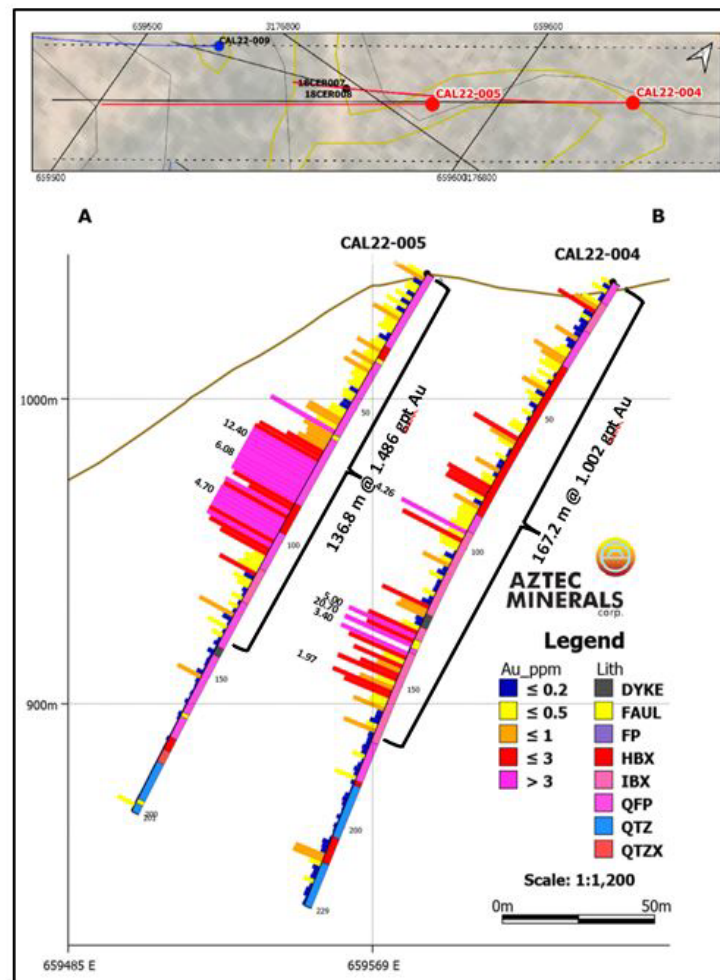 659500
3176800
659600
CAL22-009
18CER007
18CER008
CAL22-005
CAL22-004
659500
6596003176800
A
B
CAL22-005
CAL22-004
1000m
900m
50
100
150
200
201
50
100
150
200
229
12.40
6.08
4.70
136.8 m @ 1.486 gpt Au
4.26
5.00
20.70
3.40
1.97
167.2 m @ 1.002 gpt Au
AZTEC
MINERALS
corp.
Legend
Au_ppm Lith
≤ 0.2 DYKE
≤ 0.5 FAUL
≤ 1 FP
≤ 3 HBX
> 3 IBX
QFP
QTZ
QTZX
Scale: 1:1,200
0m 50m
659485 E
659569 E